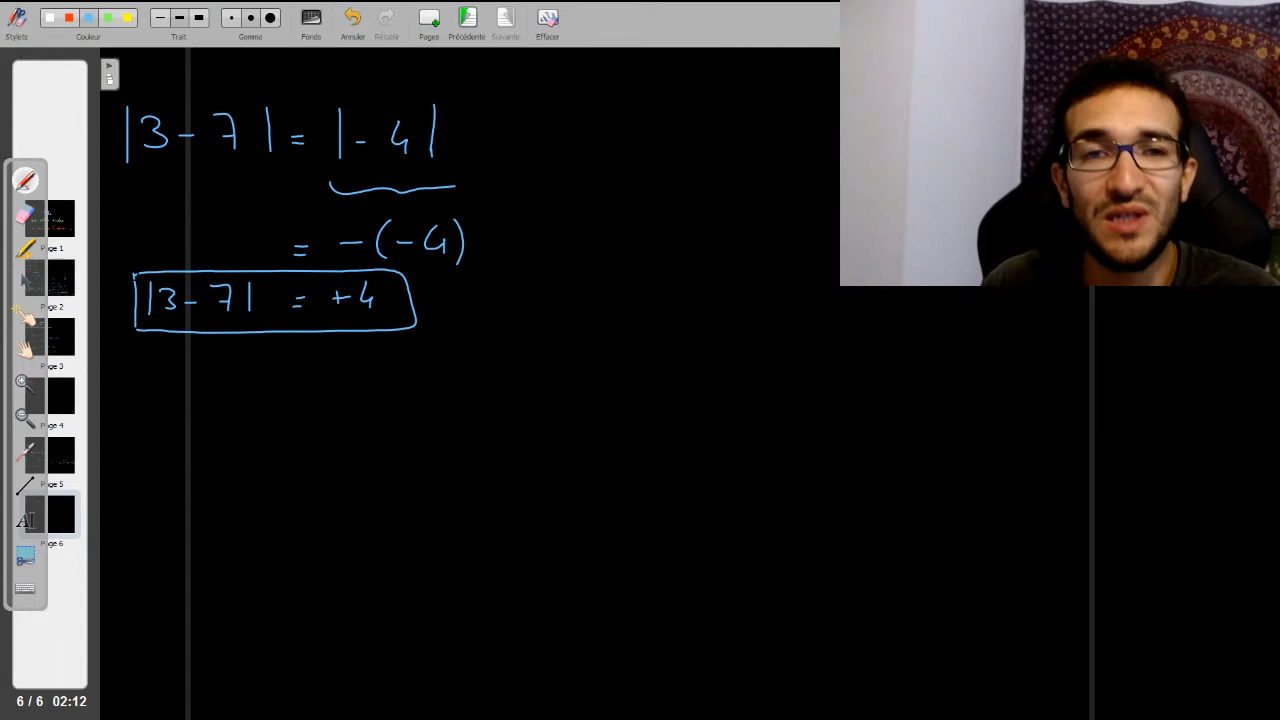 Stylets Couleur Trait Gomme Fonds Annuler Rétablir Pages Précédente Suivante Effacer
|3 - 7| = |- 4|
= - (- 4)
|3 - 7| = + 4
Page 1
Page 2
Page 3
Page 4
Page 5
AI
Page 6
6 / 6 02:12